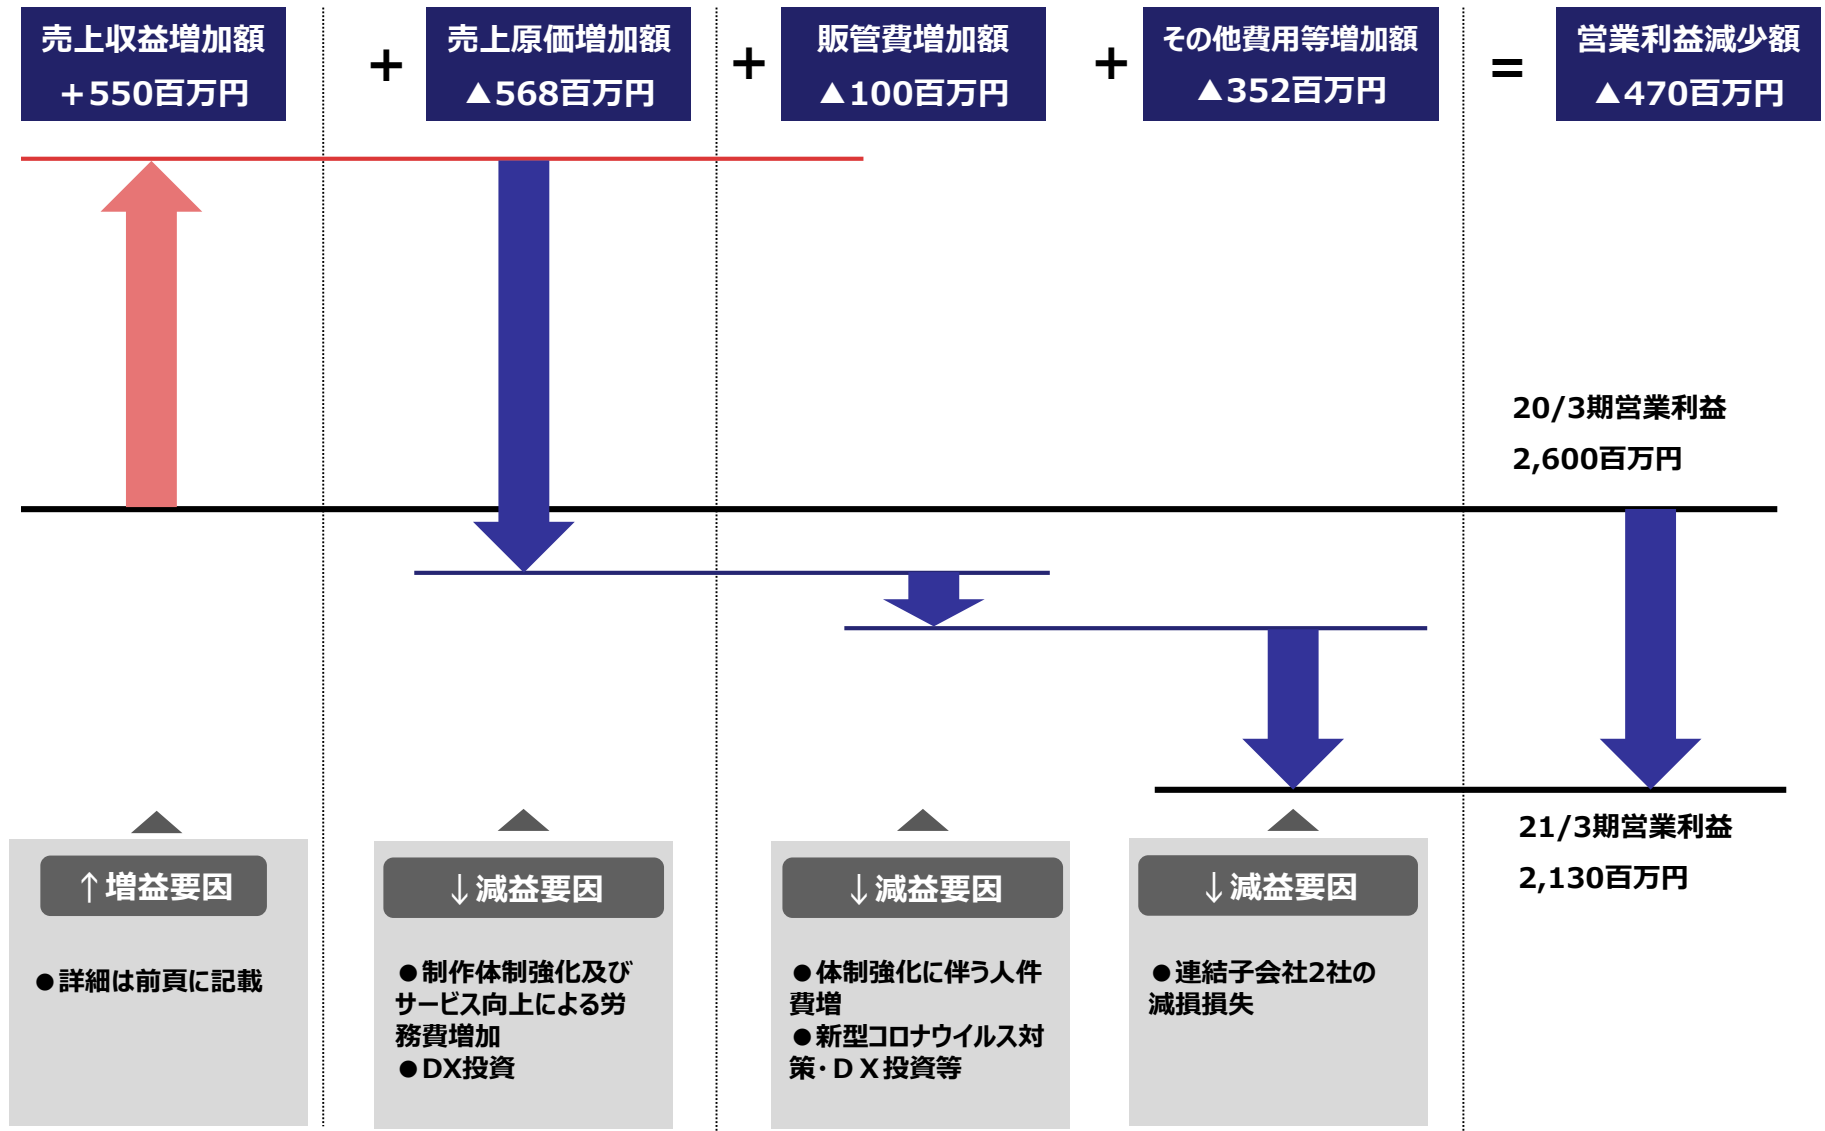 売上収益増加額
+550百万円
+
売上原価増加額
▲568百万円
+
販管費増加額
▲100百万円
+
その他費用等増加額
▲352百万円
=
営業利益減少額
▲470百万円
20/3期営業利益
2,600百万円
21/3期営業利益
2,130百万円
↑増益要因
●詳細は前頁に記載
↓減益要因
●制作体制強化及び
サービス向上による労
務費増加
●DX投資
↓減益要因
●体制強化に伴う人件
費増
●新型コロナウイルス対
策・ＤＸ投資等
↓減益要因
●連結子会社2社の
減損損失